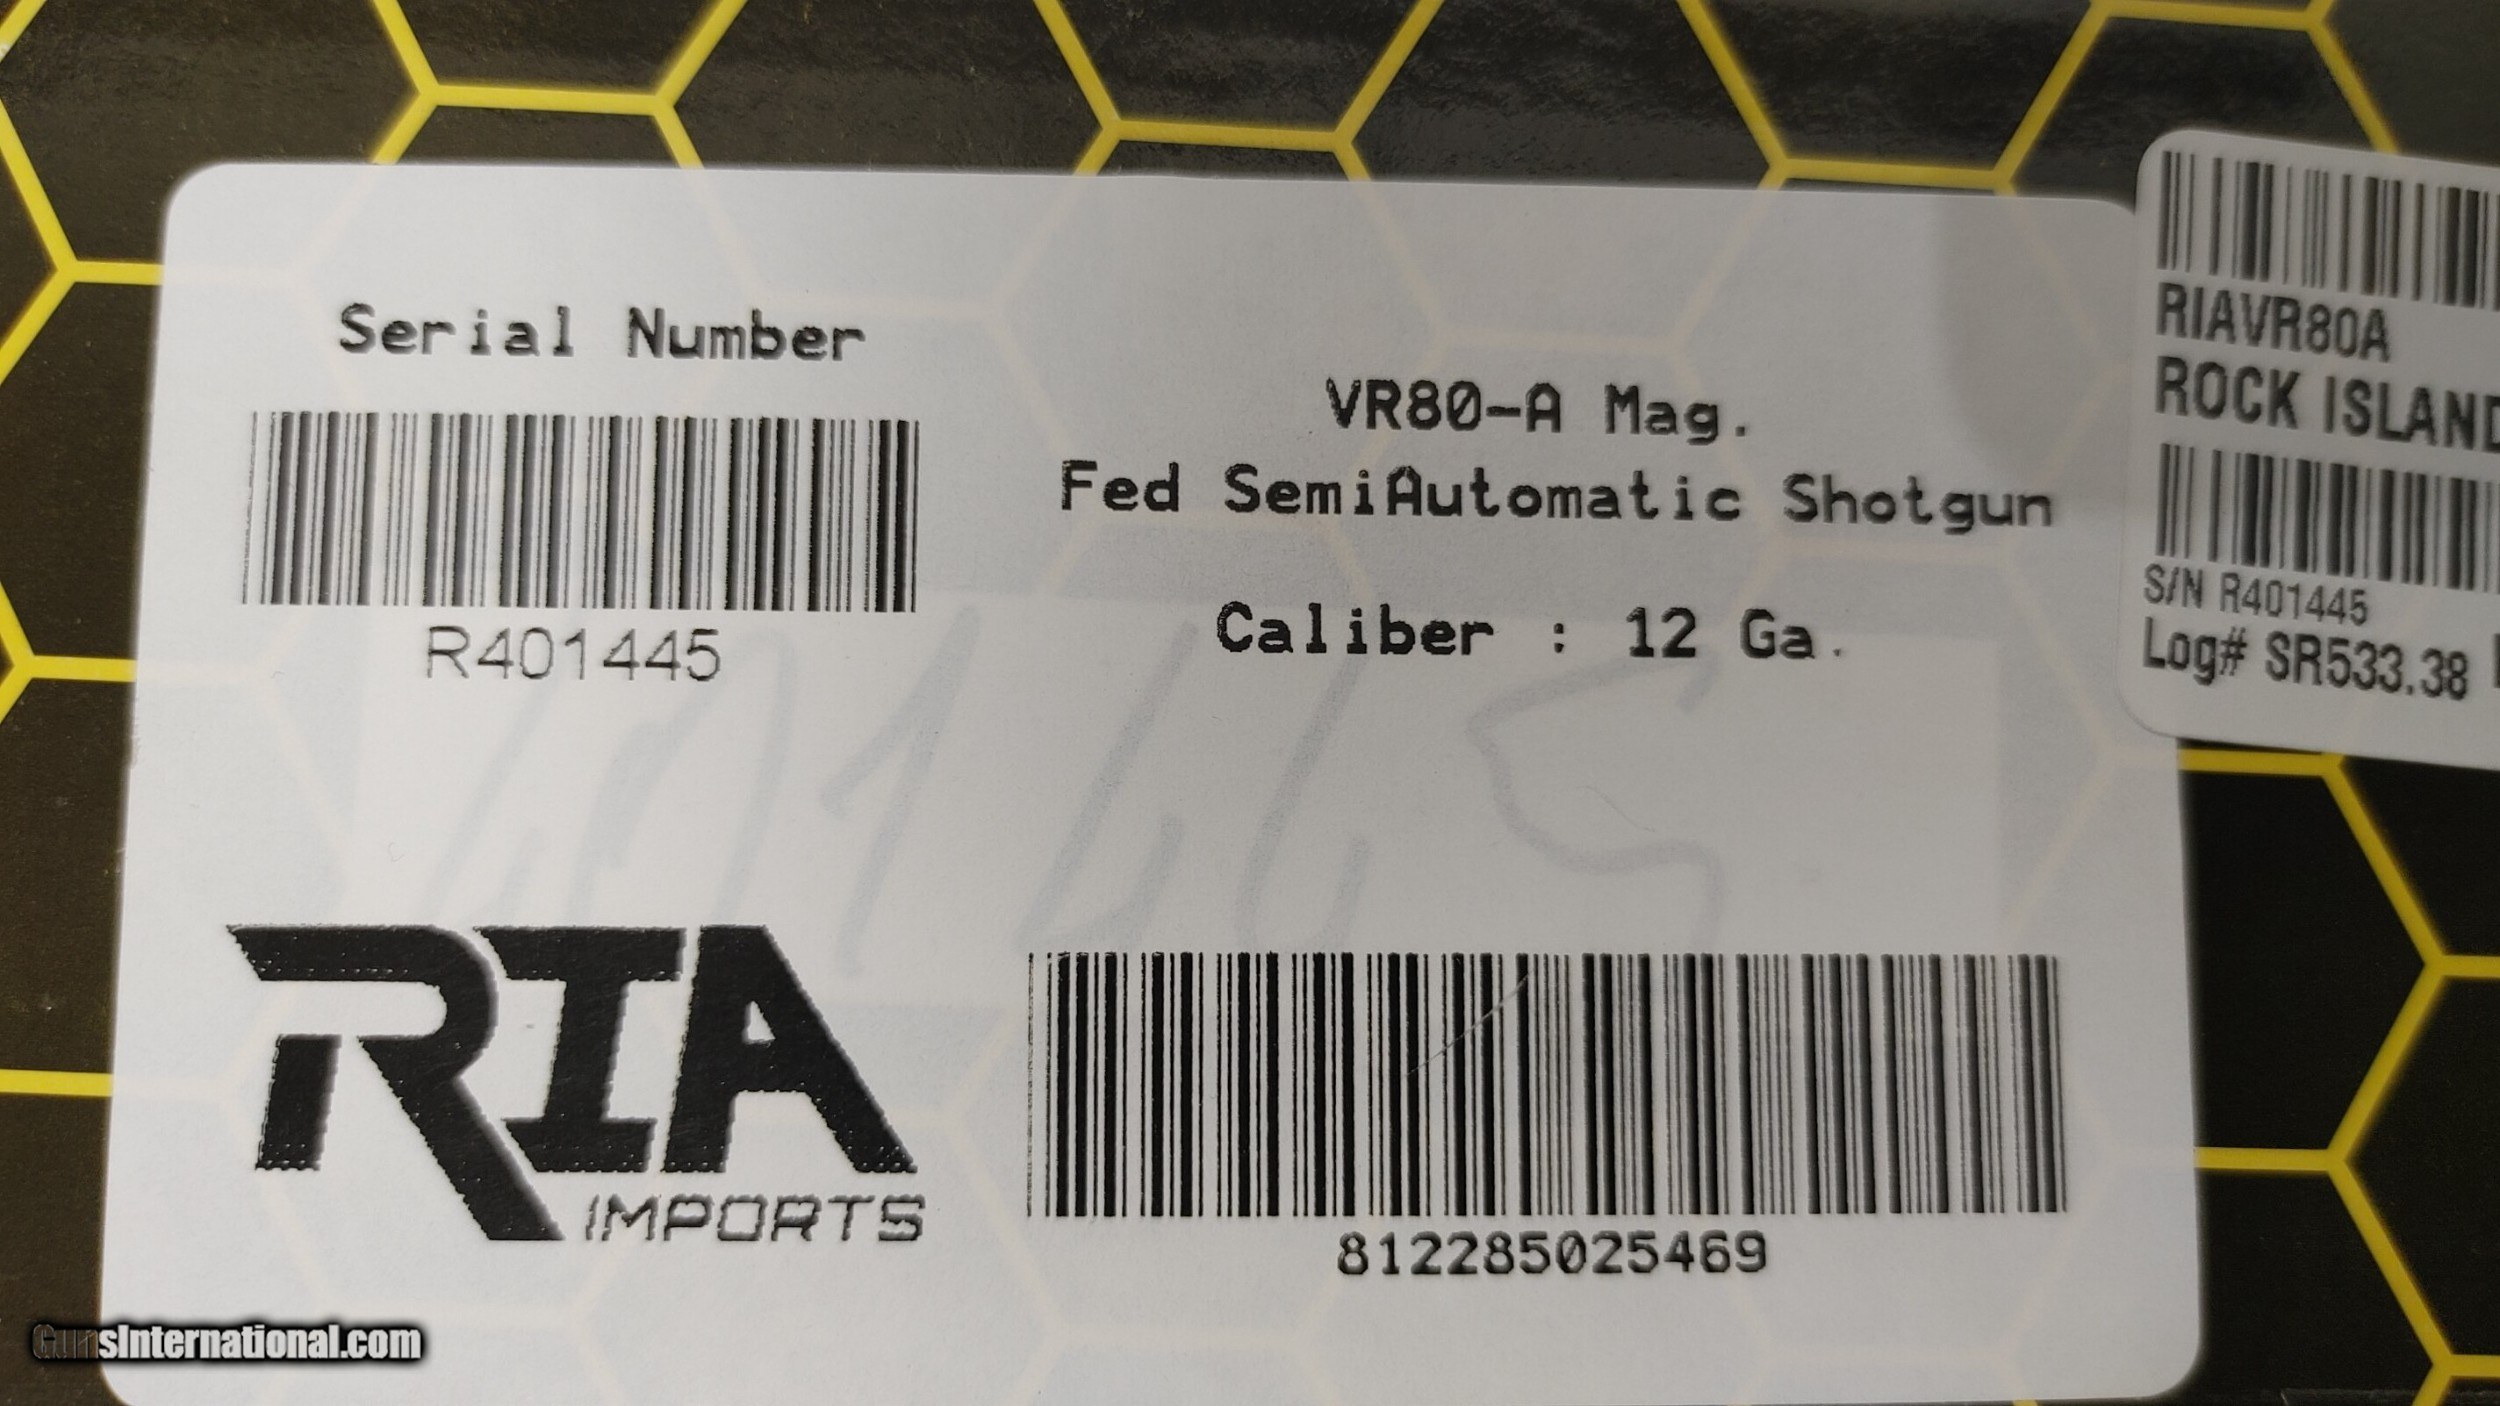 Serial Number
R401445
VR80-A Mag.
Fed SemiAutomatic Shotgun
Caliber : 12 Ga.
RIA
IMPORTS
812285025469
RIAVR80A
ROCK ISLAND
S/N R401445
Log# SR533.38
GunsInternational.com